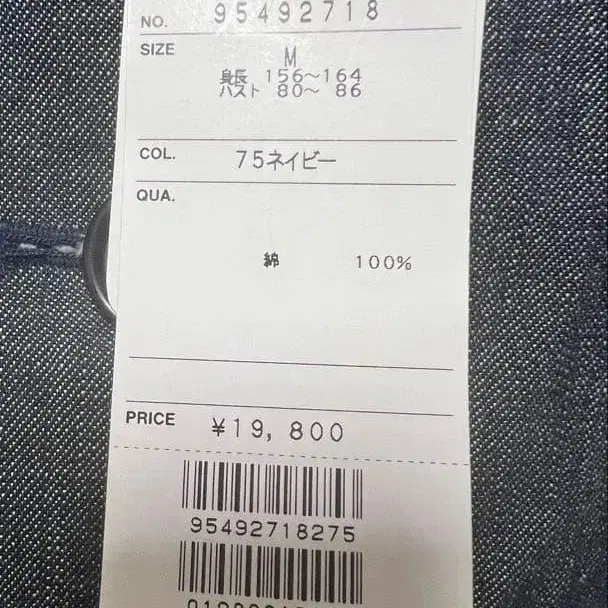 NO. 95492718
SIZE M
身長 156〜164
バスト 80〜 86
COL. 75ネイビー
QUA.
綿 100%
PRICE ¥19,800
95492718275